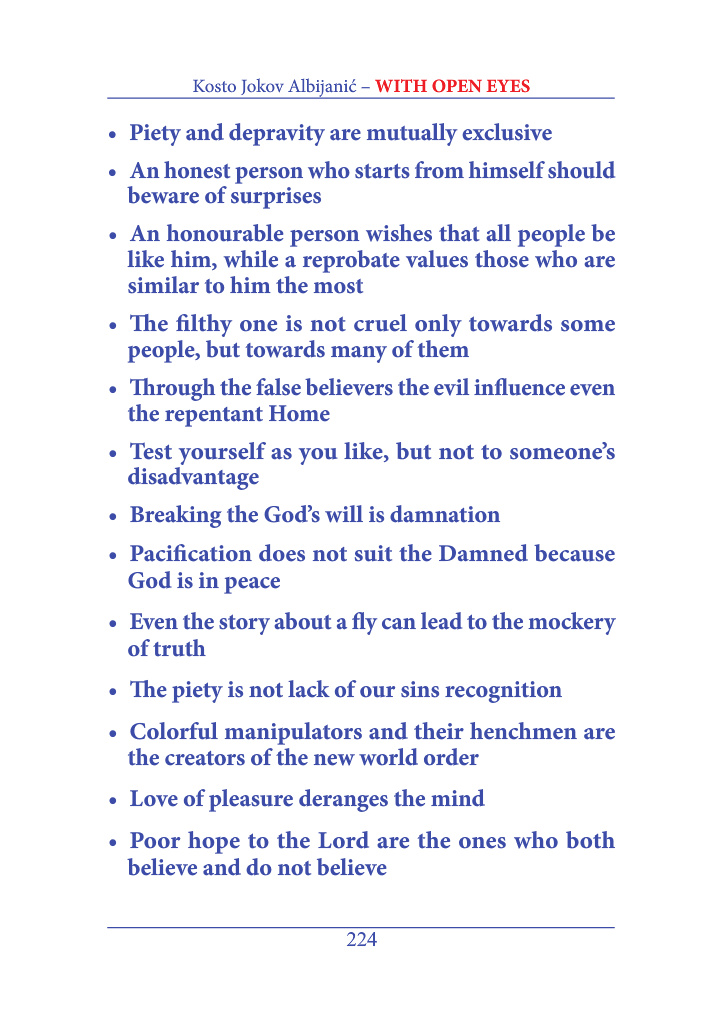 Kosto Jokov Albijanić – WITH OPEN EYES
• Piety and depravity are mutually exclusive
• An honest person who starts from himself should
beware of surprises
• An honourable person wishes that all people be
like him, while a reprobate values those who are
similar to him the most
• The filthy one is not cruel only towards some
people, but towards many of them
• Through the false believers the evil influence even
the repentant Home
• Test yourself as you like, but not to someone’s
disadvantage
• Breaking the God’s will is damnation
• Pacification does not suit the Damned because
God is in peace
• Even the story about a fly can lead to the mockery
of truth
• The piety is not lack of our sins recognition
• Colorful manipulators and their henchmen are
the creators of the new world order
• Love of pleasure deranges the mind
• Poor hope to the Lord are the ones who both
believe and do not believe
224